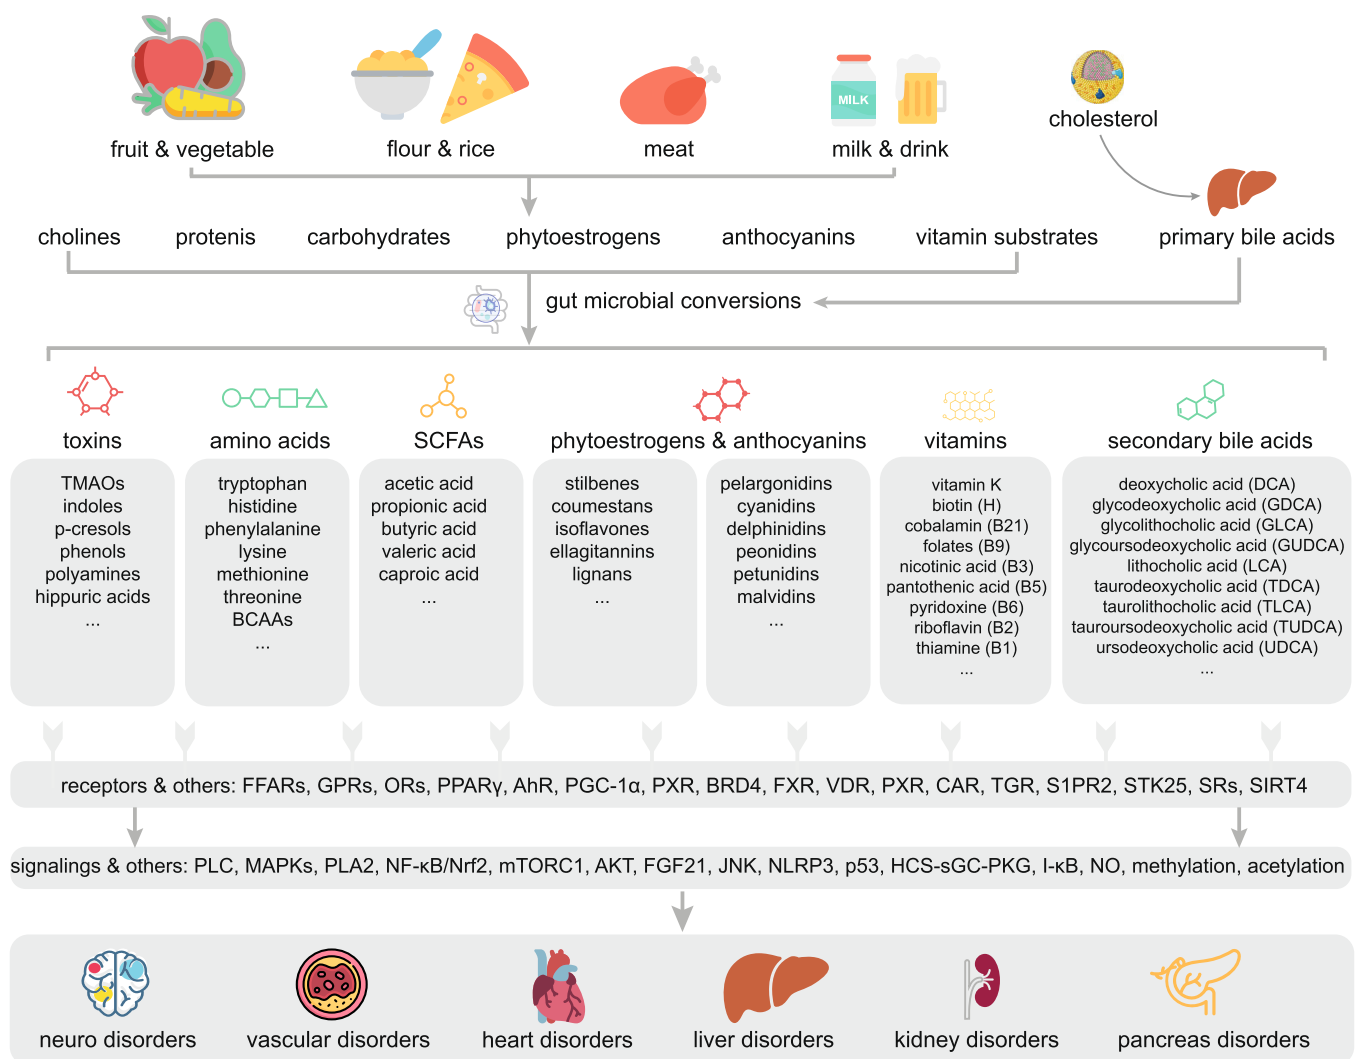 MILK
cholesterol
fruit & vegetable
flour & rice
meat
milk & drink
cholines
protenis
carbohydrates
phytoestrogens
anthocyanins
vitamin substrates
primary bile acids
gut microbial conversions
toxins
amino acids
SCFAs
phytoestrogens & anthocyanins
vitamins
secondary bile acids
TMAOs
indoles
p-cresols
phenols
polyamines
hippuric acids
...
tryptophan
histidine
phenylalanine
lysine
methionine
threonine
BCAAs
...
acetic acid
propionic acid
butyric acid
valeric acid
caproic acid
...
stilbenes
coumestans
isoflavones
ellagitannins
lignans
...
pelargonidins
cyanidins
delphinidins
peonidins
petunidins
malvidins
...
vitamin K
biotin (H)
cobalamin (B21)
folates (B9)
nicotinic acid (B3)
pantothenic acid (B5)
pyridoxine (B6)
riboflavin (B2)
thiamine (B1)
...
deoxycholic acid (DCA)
glycodeoxycholic acid (GDCA)
glycolithocholic acid (GLCA)
glycoursodeoxycholic acid (GUDCA)
lithocholic acid (LCA)
taurodeoxycholic acid (TDCA)
taurolithocholic acid (TLCA)
tauroursodeoxycholic acid (TUDCA)
ursodeoxycholic acid (UDCA)
...
receptors & others: FFARs, GPRs, ORs, PPARγ, AhR, PGC-1α, PXR, BRD4, FXR, VDR, PXR, CAR, TGR, S1PR2, STK25, SRs, SIRT4
signalings & others: PLC, MAPKs, PLA2, NF-κB/Nrf2, mTORC1, AKT, FGF21, JNK, NLRP3, p53, HCS-sGC-PKG, I-κB, NO, methylation, acetylation
neuro disorders
vascular disorders
heart disorders
liver disorders
kidney disorders
pancreas disorders